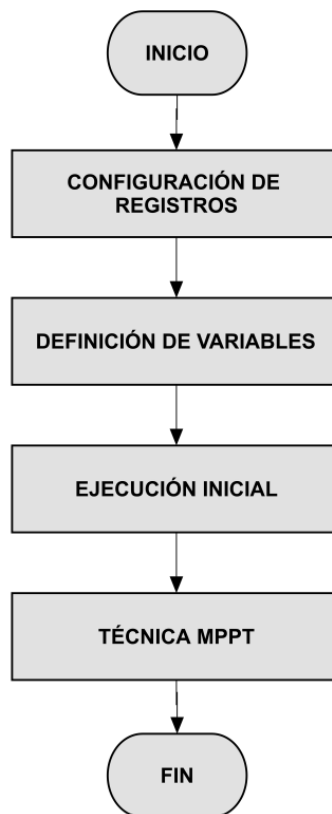 INICIO
CONFIGURACIÓN DE
REGISTROS
DEFINICIÓN DE VARIABLES
EJECUCIÓN INICIAL
TÉCNICA MPPT
FIN